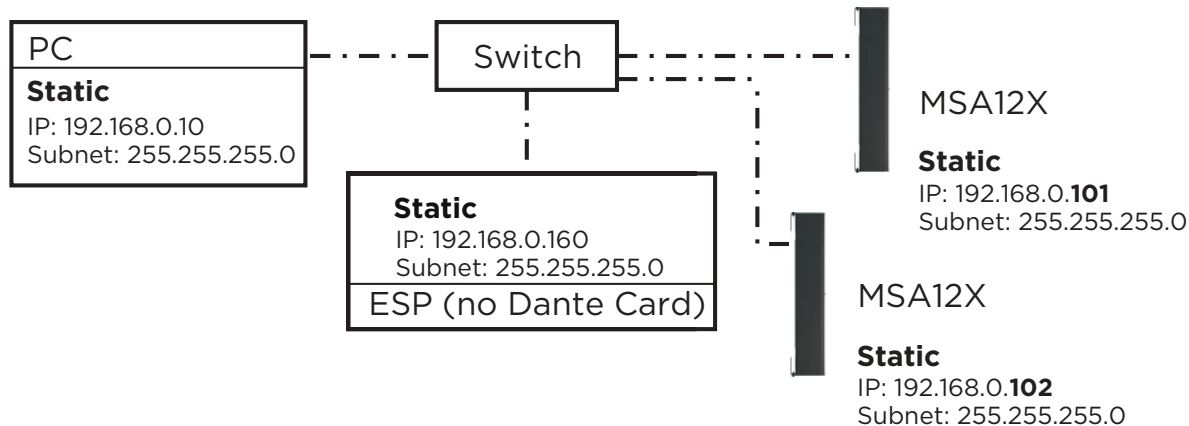 PC
Static
IP: 192.168.0.10
Subnet: 255.255.255.0
Switch
MSA12X
Static
IP: 192.168.0.101
Subnet: 255.255.255.0
Static
IP: 192.168.0.160
Subnet: 255.255.255.0
ESP (no Dante Card)
MSA12X
Static
IP: 192.168.0.102
Subnet: 255.255.255.0